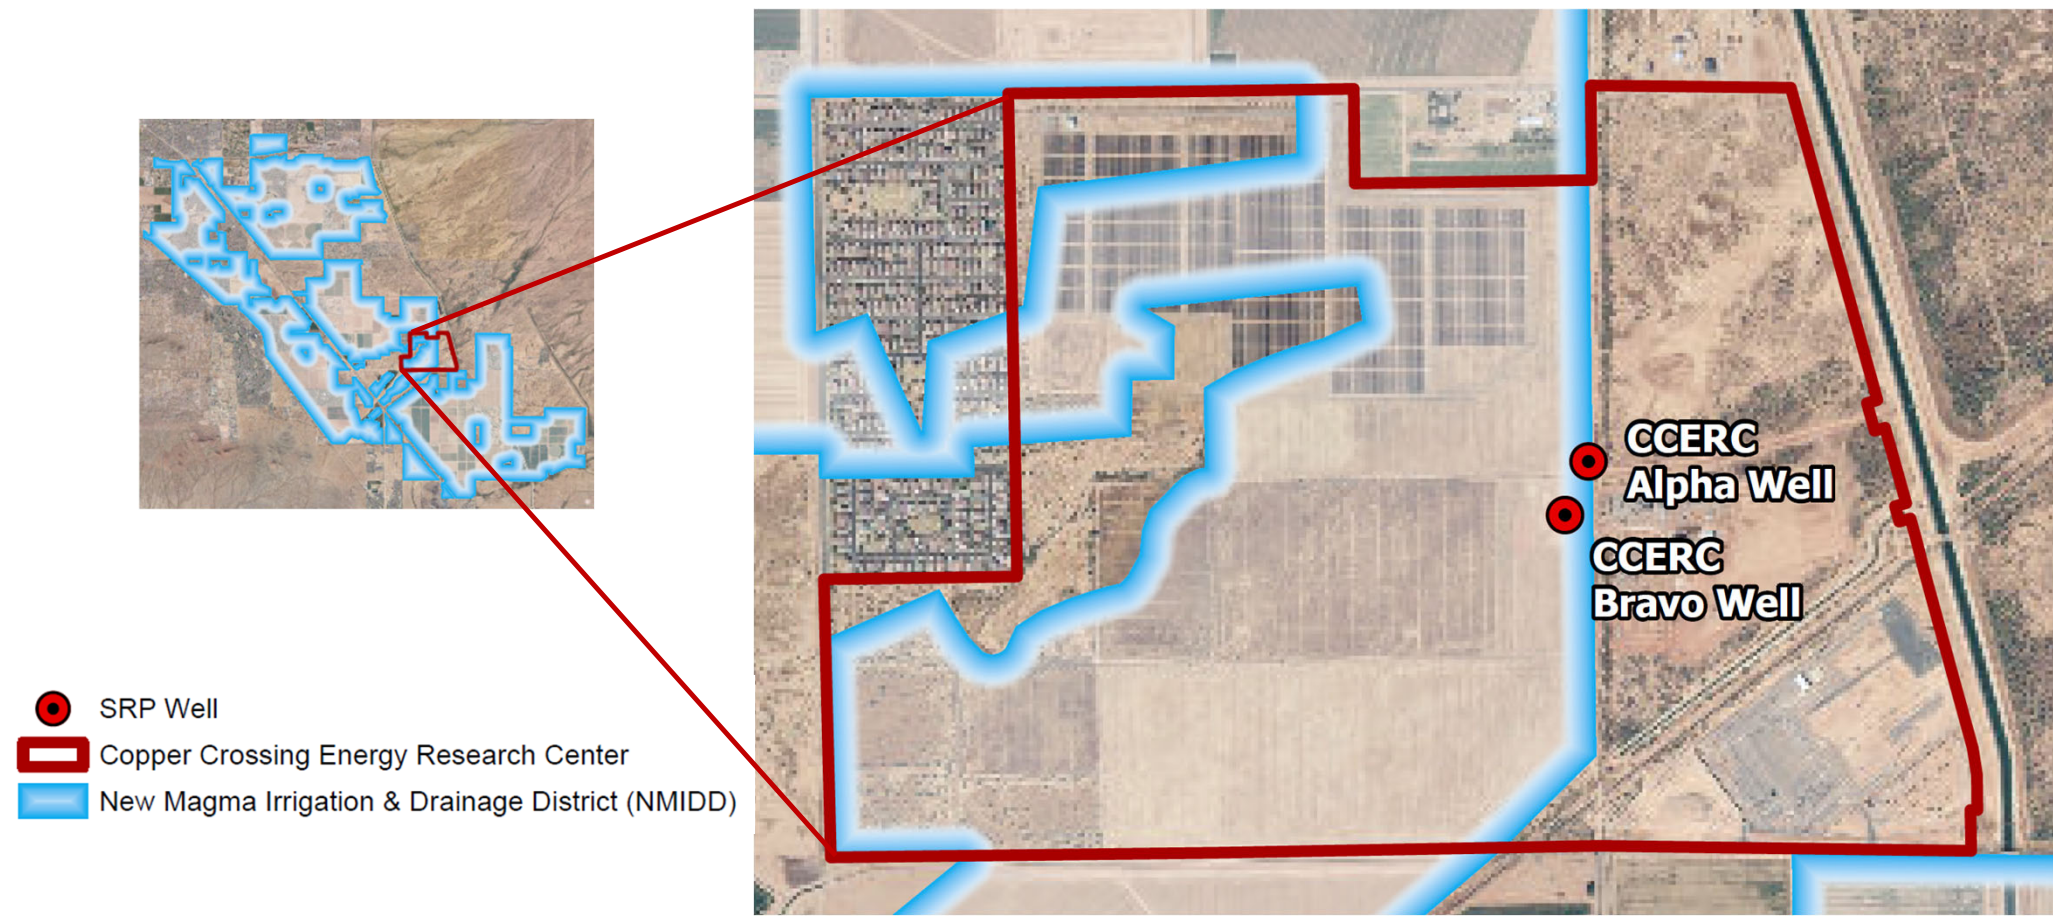 CCERC
Alpha Well
CCERC
Bravo Well
SRP Well
Copper Crossing Energy Research Center
New Magma Irrigation & Drainage District (NMIDD)